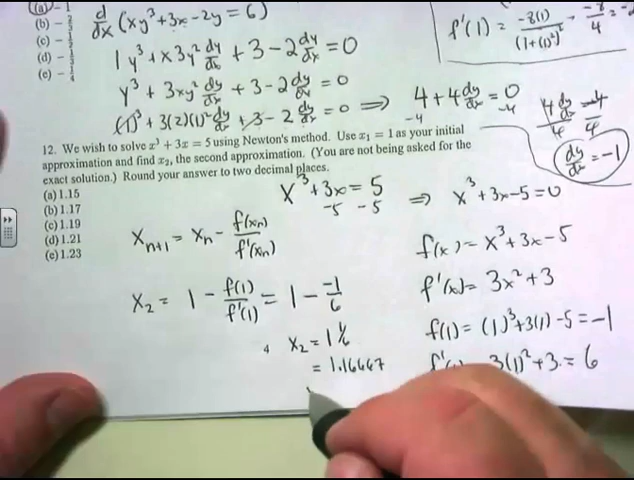 (a) - 1
(b) -
(c) -
(d) -
(e) -
d/dx (xy³+3x-2y = 6)
1y³ + x3y² dy/dx + 3 - 2 dy/dx = 0
y³ + 3xy² dy/dx + 3 - 2 dy/dx = 0
(1)³ + 3(2)(1)² dy/dx + 3 - 2 dy/dx = 0 ⇒ 4 + 4 dy/dx = 0
-4 -4
4 dy/dx / 4 = -4/4
dy/dx = -1
f'(1) = -8(1)/(1+(1)²)² = -8/4 =
12. We wish to solve x³ + 3x = 5 using Newton's method. Use x₁ = 1 as your initial
approximation and find x₂, the second approximation. (You are not being asked for the
exact solution.) Round your answer to two decimal places.
(a) 1.15
(b) 1.17
(c) 1.19
(d) 1.21
(e) 1.23
x³+3x = 5
-5 -5
⇒ x³+3x-5=0
xₙ₊₁ = xₙ - f(xₙ)/f'(xₙ)
f(x) = x³+3x-5
f'(x) = 3x²+3
x₂ = 1 - f(1)/f'(1) = 1 - -1/6
f(1) = (1)³+3(1)-5 = -1
x₂ = 1 1/6
= 1.16667
3(1)²+3 = 6